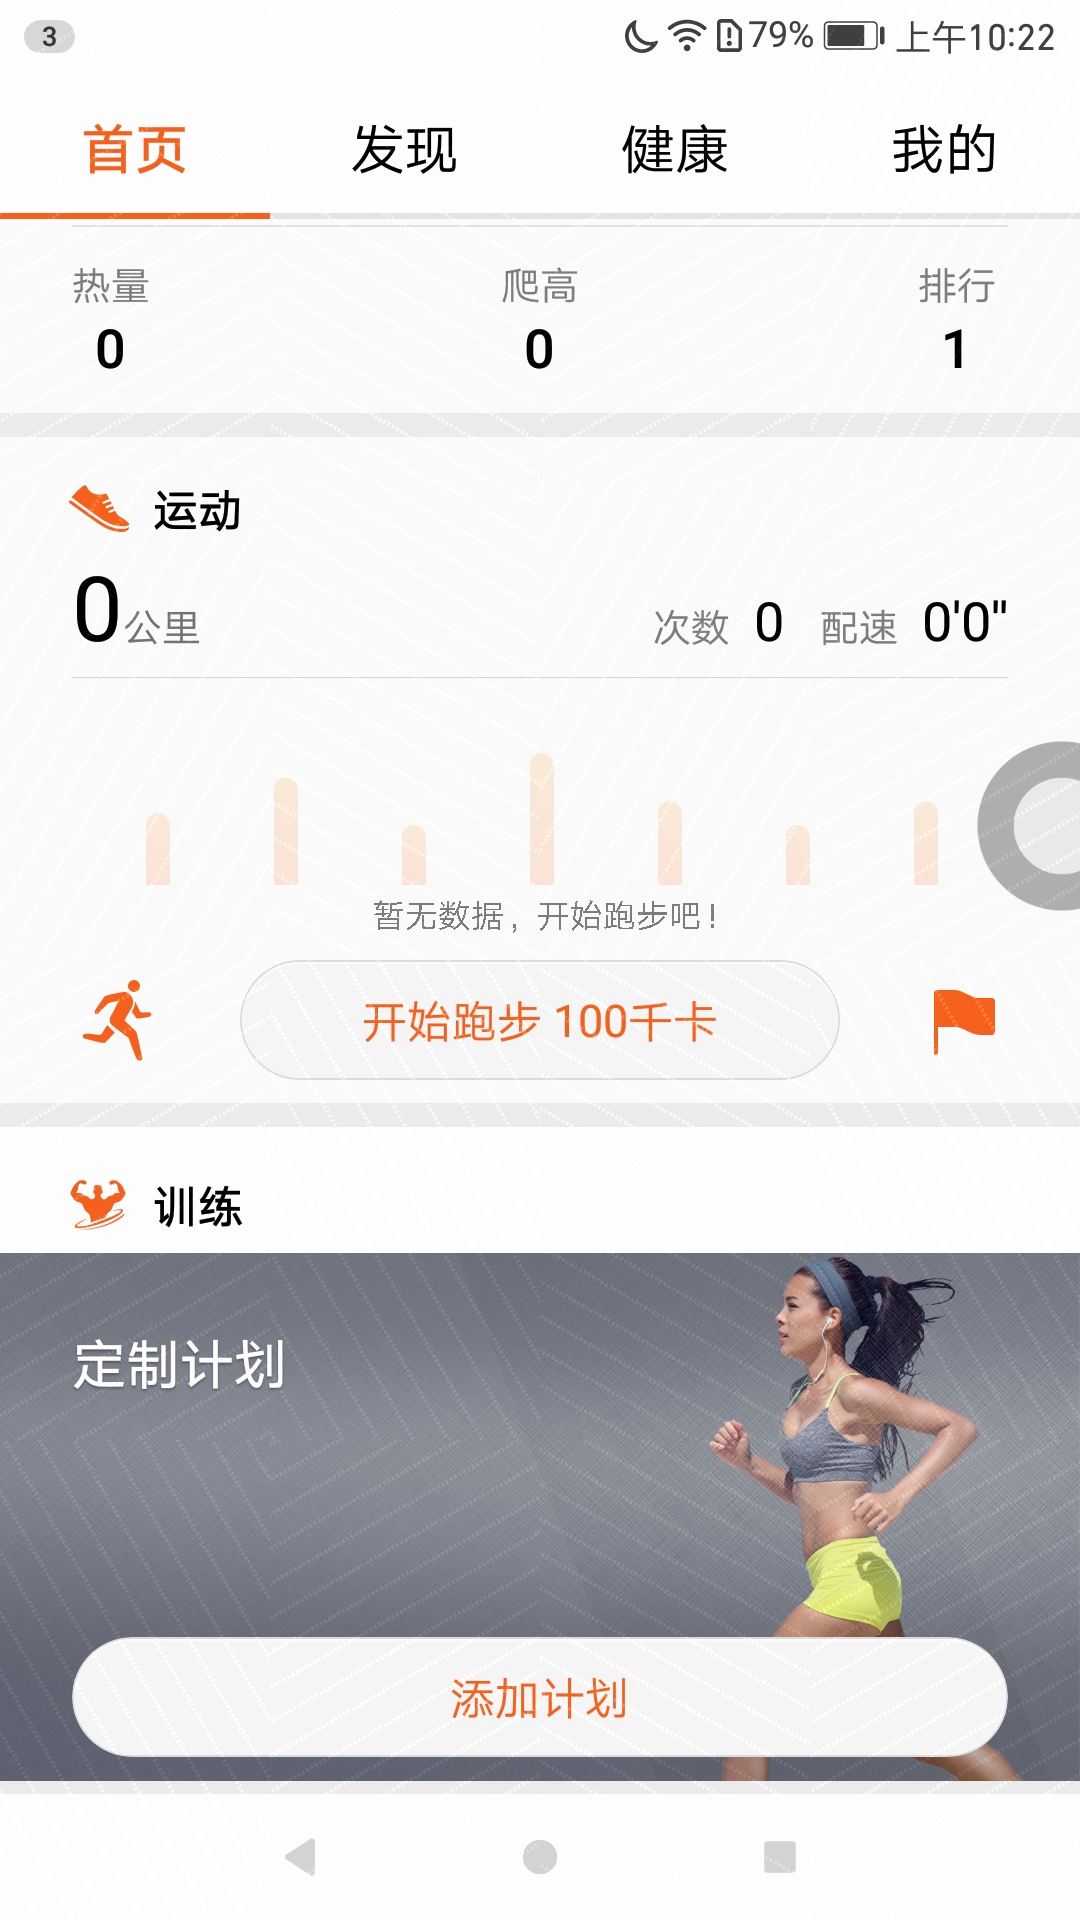 3 79% 上午10:22
首页 发现 健康 我的
热量 爬高 排行
0 0 1
运动
0公里 次数 0 配速 0'0"
暂无数据，开始跑步吧！
开始跑步 100千卡
训练
定制计划
添加计划